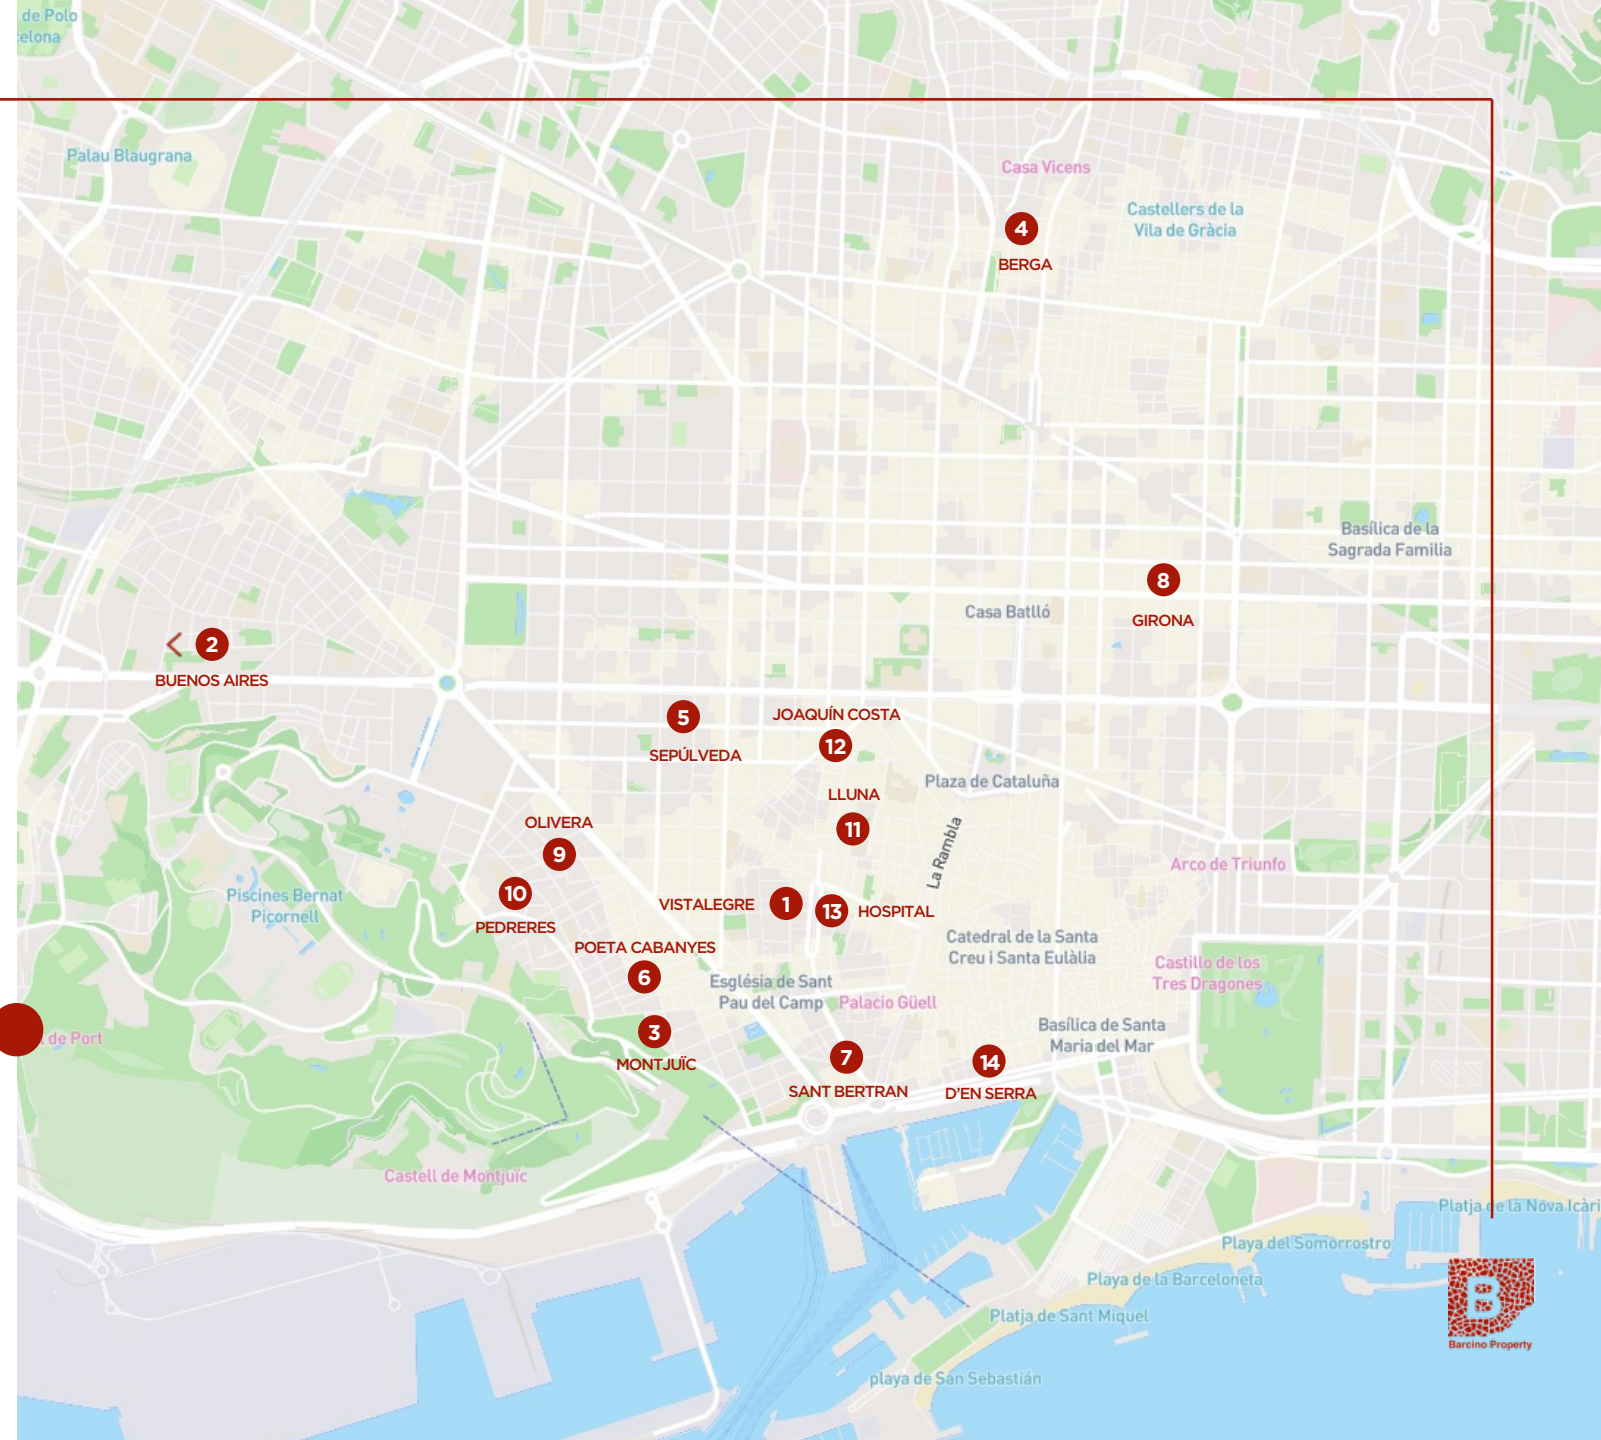 de Polo
elona
Palau Blaugrana
Casa Vicens
Castellers de la
Vila de Gràcia
4
BERGA
Basílica de la
Sagrada Familia
8
GIRONA
Casa Batlló
2
BUENOS AIRES
5
SEPÚLVEDA
JOAQUÍN COSTA
12
Plaza de Cataluña
LLUNA
11
La Rambla
OLIVERA
9
Arco de Triunfo
10
PEDRERES
Piscines Bernat
Picornell
VISTALEGRE
1
13
HOSPITAL
POETA CABANYES
6
Catedral de la Santa
Creu i Santa Eulàlia
Castillo de los
Tres Dragones
Església de Sant
Pau del Camp
Palacio Güell
3
MONTJUÏC
Basílica de Santa
Maria del Mar
de Port
7
SANT BERTRAN
14
D'EN SERRA
Castell de Montjuïc
Platja de la Nova Icàri
Playa del Somorrostro
Playa de la Barceloneta
Platja de Sant Miquel
playa de San Sebastián
B
Barcino Property